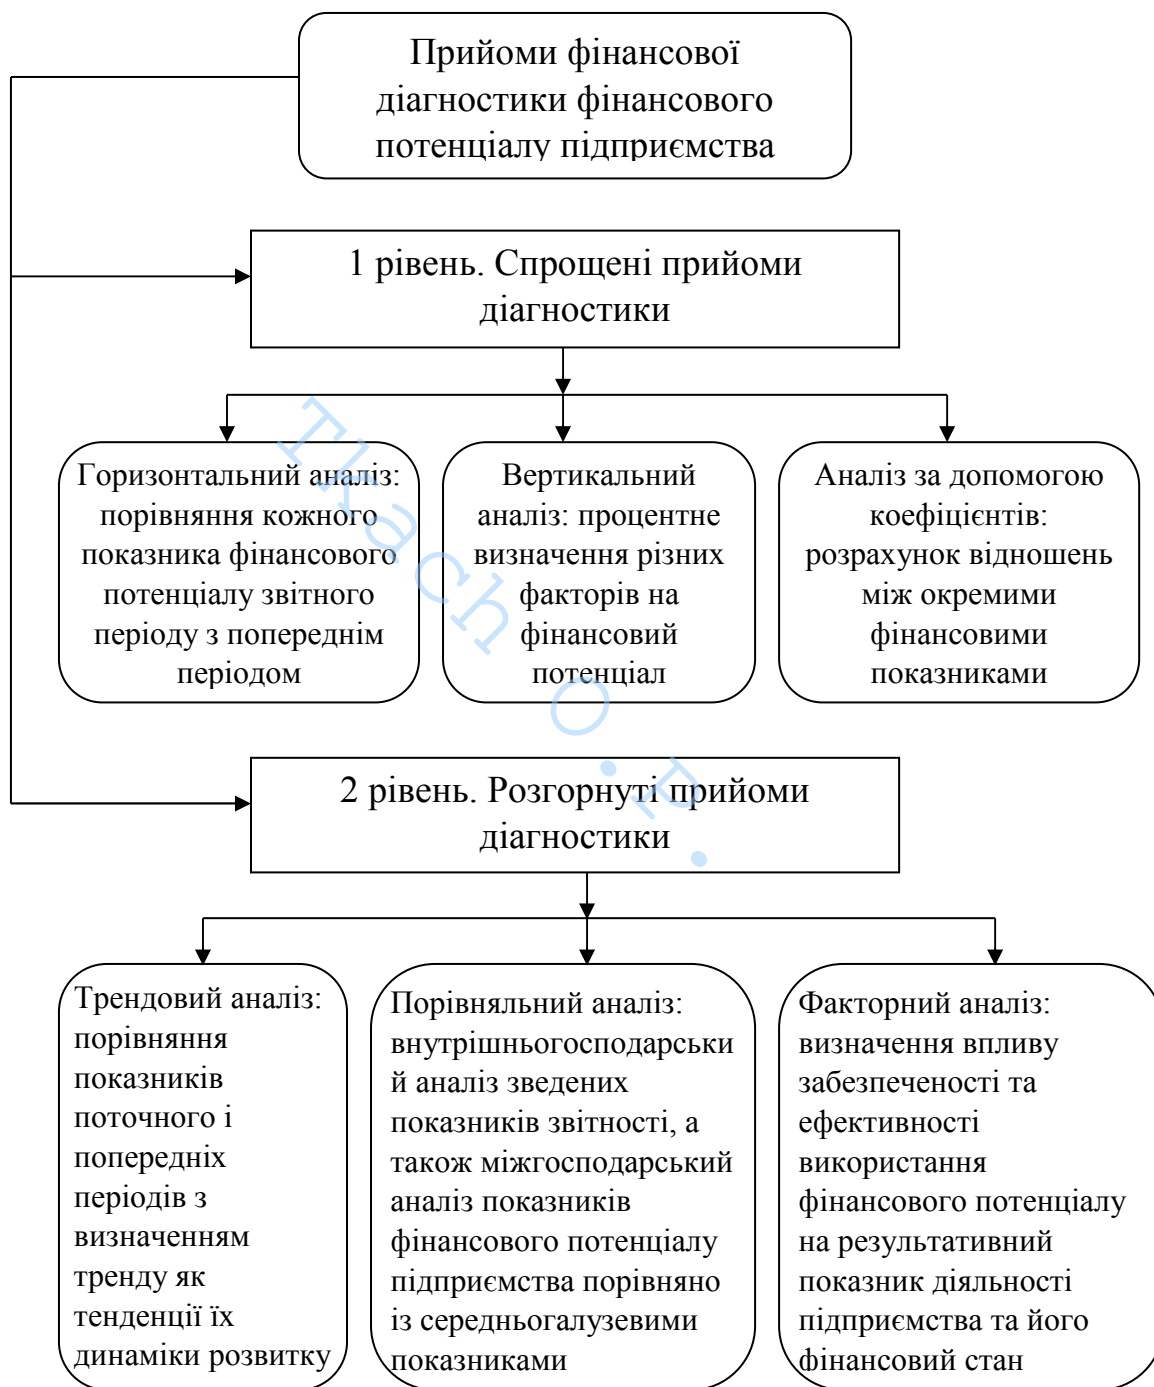 Прийоми фінансової
діагностики фінансового
потенціалу підприємства
1 рівень. Спрощені прийоми
діагностики
Горизонтальний аналіз:
порівняння кожного
показника фінансового
потенціалу звітного
періоду з попереднім
періодом
Вертикальний
аналіз: процентне
визначення різних
факторів на
фінансовий
потенціал
Аналіз за допомогою
коефіцієнтів:
розрахунок відношень
між окремими
фінансовими
показниками
Tkach O.P.
2 рівень. Розгорнуті прийоми
діагностики
Трендовий аналіз:
порівняння
показників
поточного і
попередніх
періодів з
визначенням
тренду як
тенденції їх
динаміки розвитку
Порівняльний аналіз:
внутрішньогосподарськи
й аналіз зведених
показників звітності, а
також міжгосподарський
аналіз показників
фінансового потенціалу
підприємства порівняно
із середньогалузевими
показниками
Факторний аналіз:
визначення впливу
забезпеченості та
ефективності
використання
фінансового потенціалу
на результативний
показник діяльності
підприємства та його
фінансовий стан